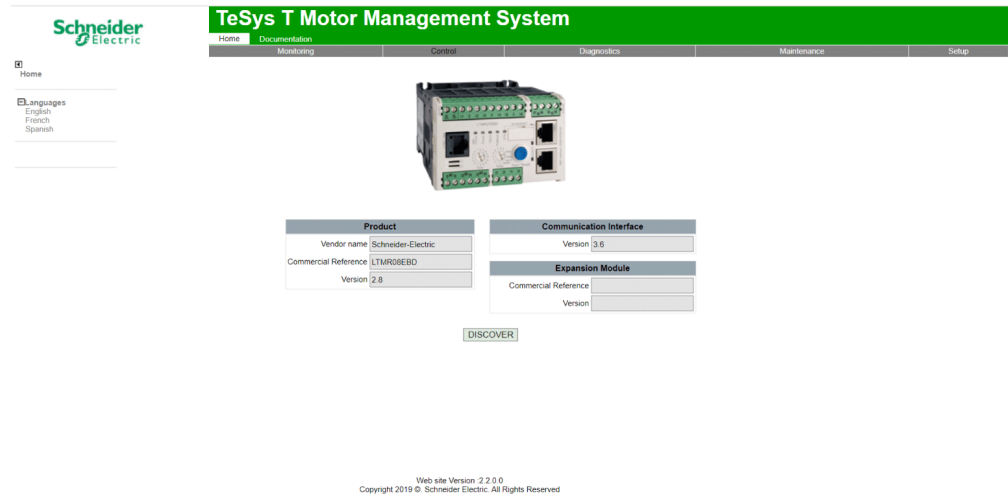 Schneider
Electric
TeSys T Motor Management System
Home Documentation
Monitoring Control Diagnostics Maintenance Setup
Home
Languages
English
French
Spanish
Product
Vendor name Schneider-Electric
Commercial Reference LTMR08EBD
Version 2.8
Communication Interface
Version 3.6
Expansion Module
Commercial Reference
Version
DISCOVER
Web site Version :2.2.0.0
Copyright 2019 ©. Schneider Electric. All Rights Reserved